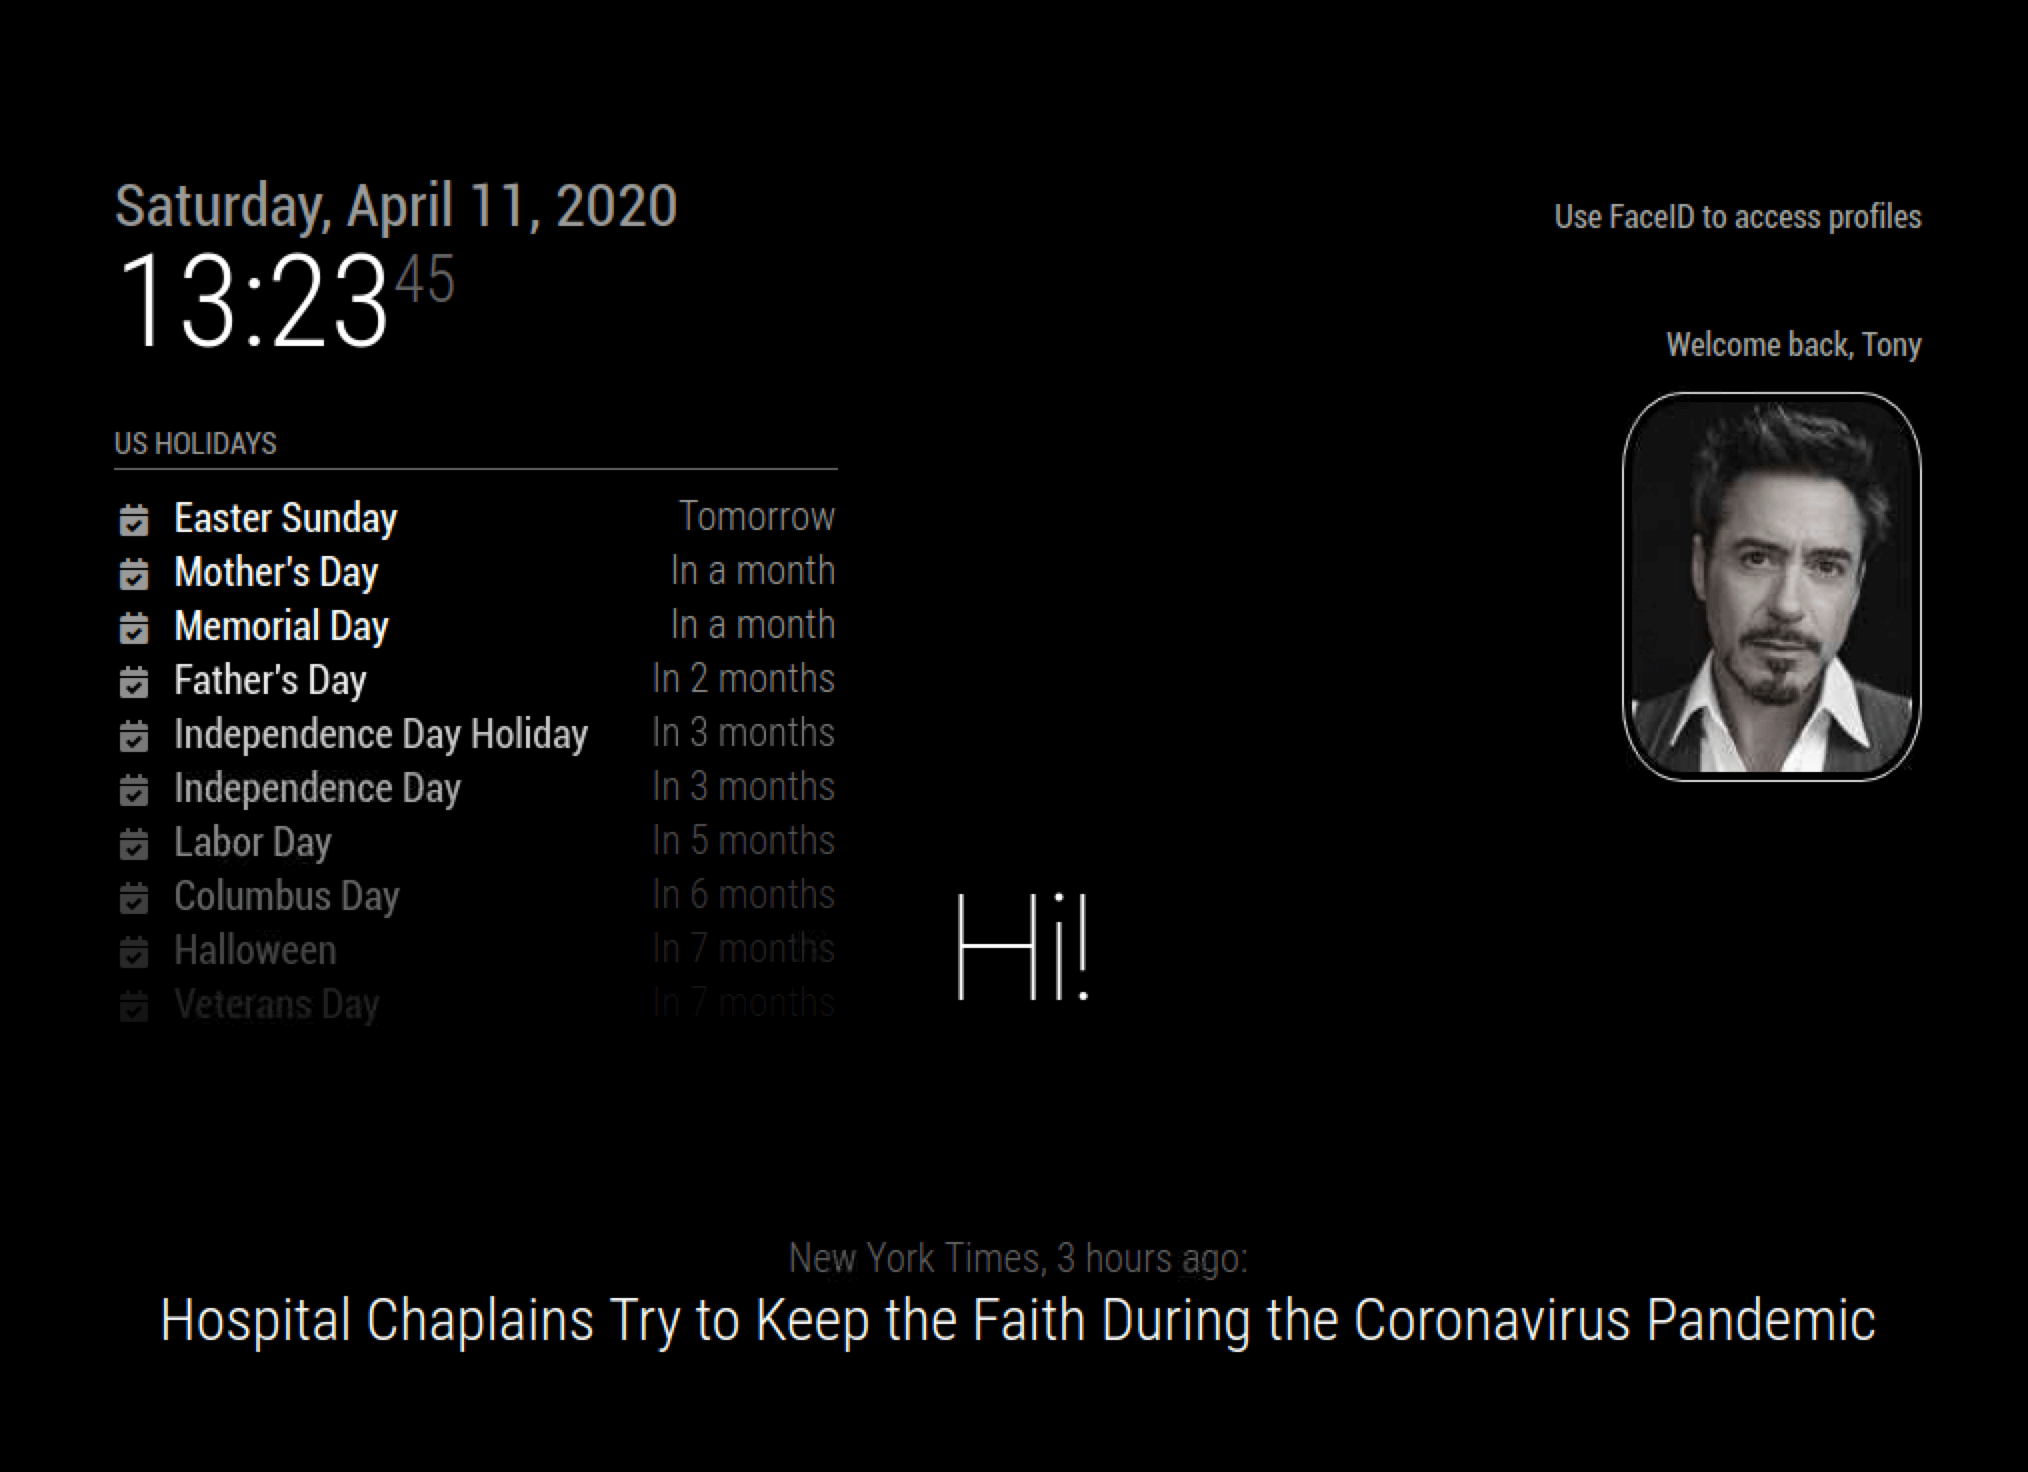 Saturday, April 11, 2020
13:23 45
US HOLIDAYS
Easter Sunday Tomorrow
Mother's Day In a month
Memorial Day In a month
Father's Day In 2 months
Independence Day Holiday In 3 months
Independence Day In 3 months
Labor Day In 5 months
Columbus Day In 6 months
Halloween In 7 months
Veterans Day In 7 months
Use FaceID to access profiles
Welcome back, Tony
Hi!
New York Times, 3 hours ago:
Hospital Chaplains Try to Keep the Faith During the Coronavirus Pandemic